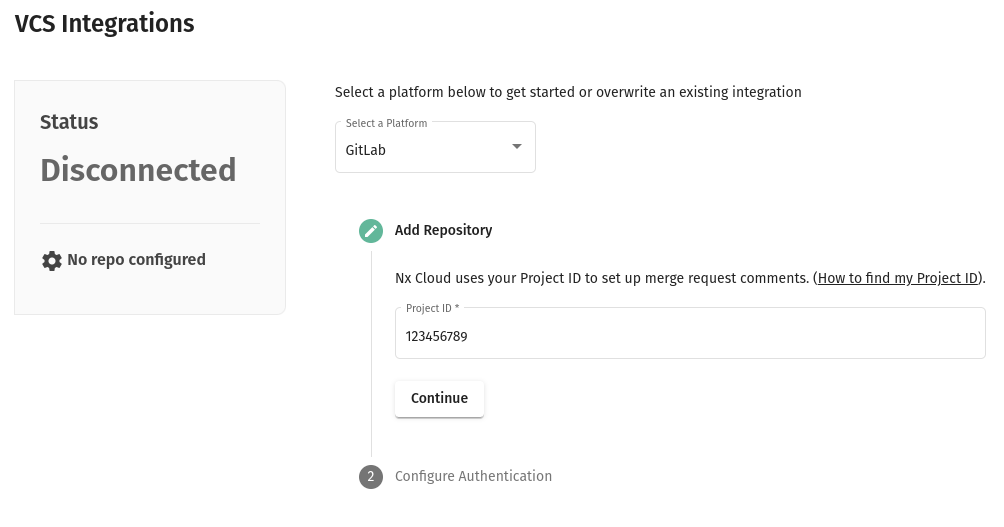 VCS Integrations
Status
Disconnected
No repo configured
Select a platform below to get started or overwrite an existing integration
Select a Platform
GitLab
Add Repository
Nx Cloud uses your Project ID to set up merge request comments. (How to find my Project ID).
Project ID *
123456789
Continue
2 Configure Authentication